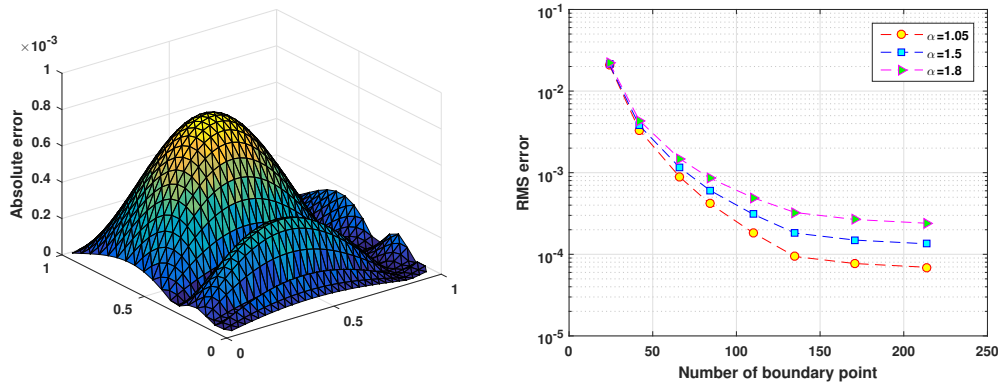 ×10-3
1
0.8
0.6
0.4
0.2
0
Absolute error
1
0.5
0
0
0.5
1
10-1
10-2
10-3
10-4
10-5
RMS error
α=1.05
α=1.5
α=1.8
0 50 100 150 200 250
Number of boundary point